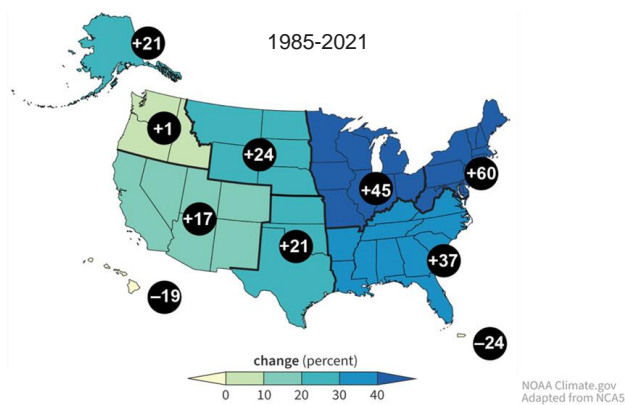 +21
1985-2021
+1
+24
+45
+60
+17
+21
+37
–19
–24
change (percent)
0 10 20 30 40
NOAA Climate.gov
Adapted from NCA5